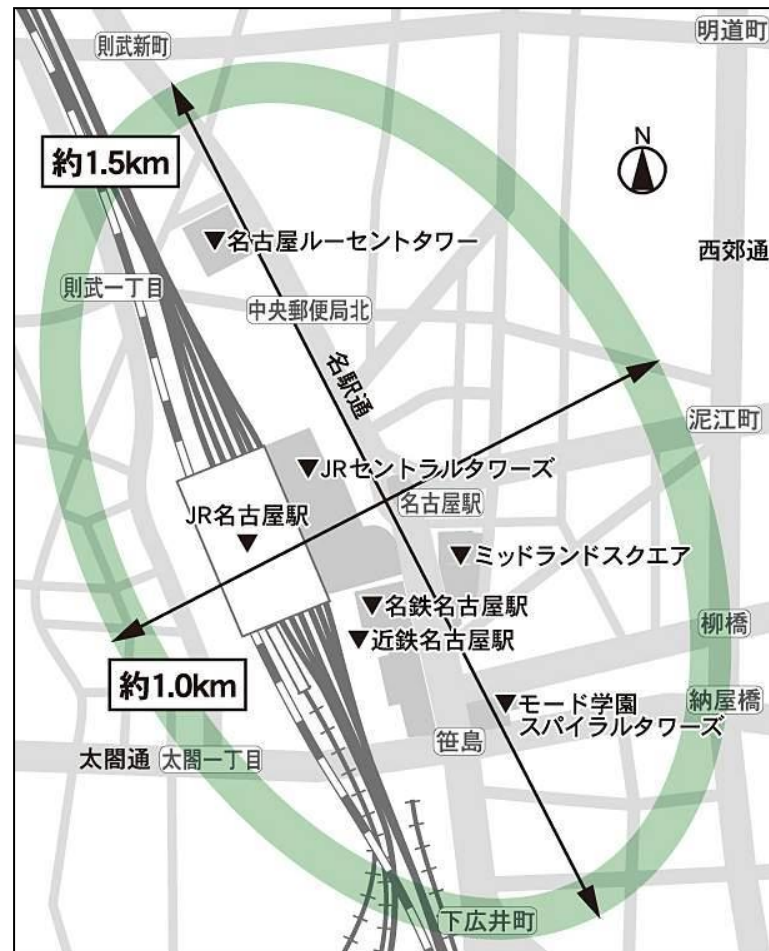 則武新町
明道町
約1.5km
N
▼名古屋ルーセントタワー
西郊通
則武一丁目
中央郵便局北
名駅通
泥江町
▼JRセントラルタワーズ
名古屋駅
JR名古屋駅
▼
▼ミッドランドスクエア
▼名鉄名古屋駅
柳橋
▼近鉄名古屋駅
約1.0km
納屋橋
▼モード学園
スパイラルタワーズ
笹島
太閤通
太閤一丁目
下広井町